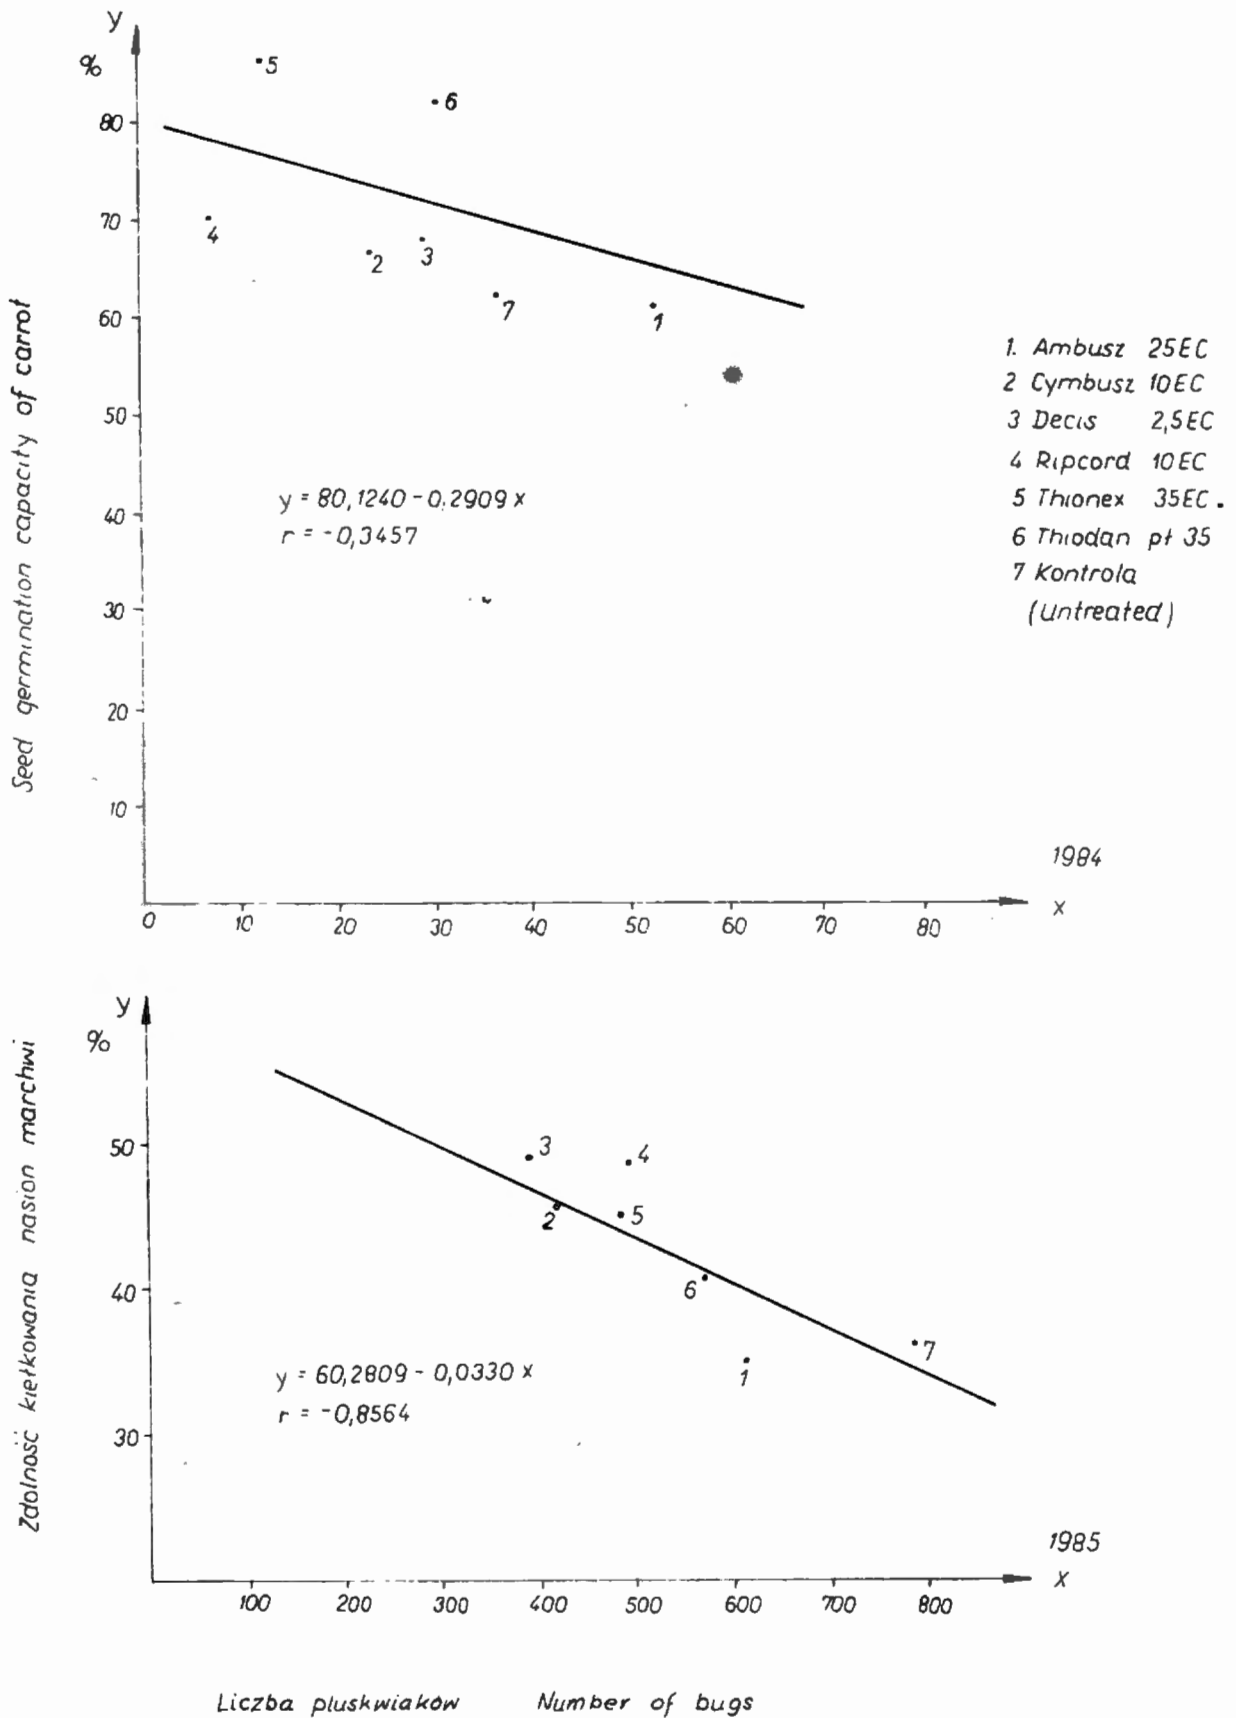 y
%
5
6
80
70
4
2
3
7
60
1
50
40
30
20
10
y = 80,1240 - 0,2909 x
r = -0,3457
Seed germination capacity of carrot
1. Ambusz 25EC
2 Cymbusz 10EC
3 Decis 2,5EC
4 Ripcord 10EC
5 Thionex 35EC.
6 Thiodan pł 35
7 Kontrola
(untreated)
1984
x
0 10 20 30 40 50 60 70 80
y
%
50
3
4
2
5
40
6
7
1
30
y = 60,2809 - 0,0330 x
r = -0,8564
Zdolność kiełkowania nasion marchwi
1985
x
100 200 300 400 500 600 700 800
Liczba pluskwiaków Number of bugs